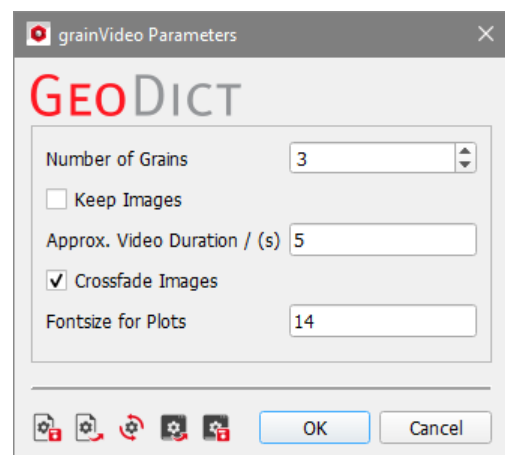 grainVideo Parameters
GEODICT
Number of Grains 3
Keep Images
Approx. Video Duration / (s) 5
Crossfade Images
Fontsize for Plots 14
OK Cancel